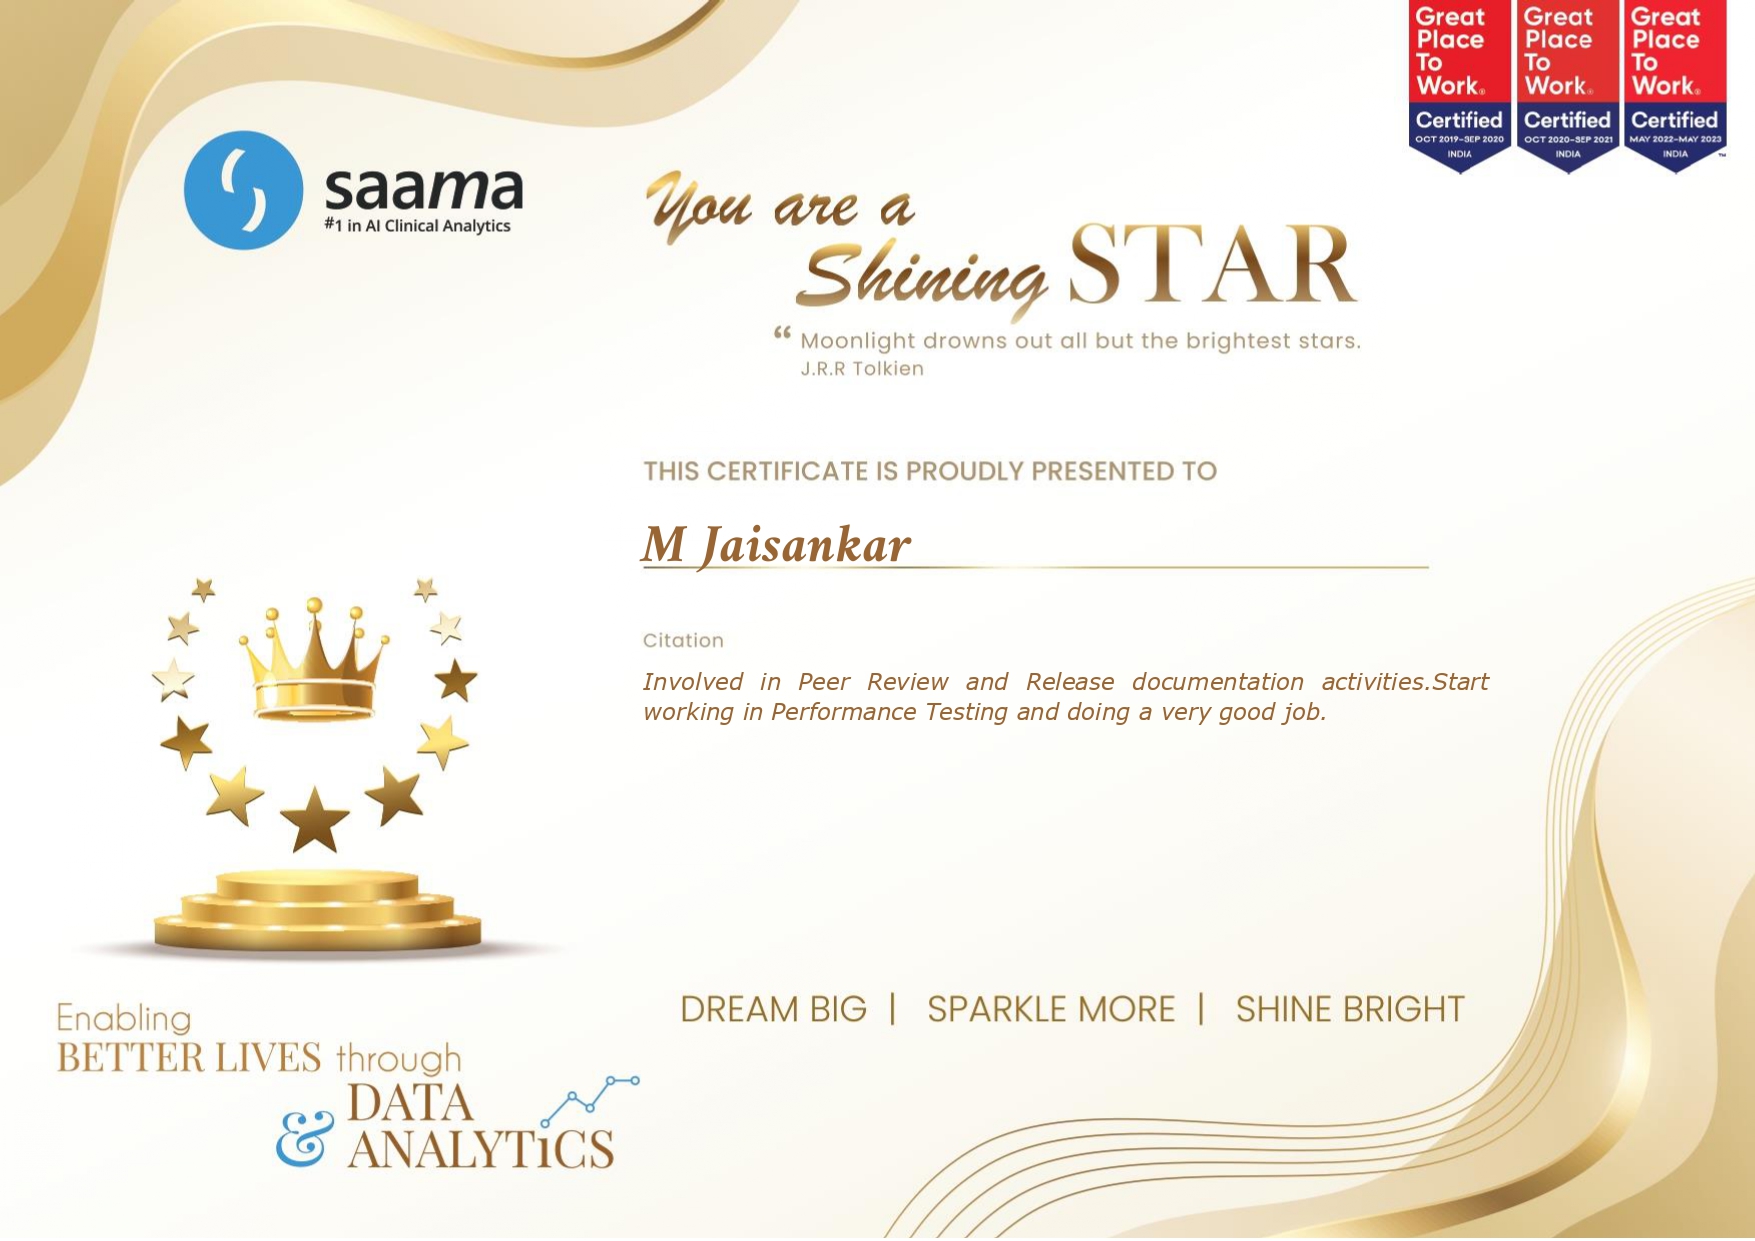 Great
Place
To
Work®
Certified
OCT 2019–SEP 2020
INDIA
Great
Place
To
Work®
Certified
OCT 2020–SEP 2021
INDIA
Great
Place
To
Work®
Certified
MAY 2022–MAY 2023
INDIA
™
saama
#1 in AI Clinical Analytics
You are a
Shining STAR
“ Moonlight drowns out all but the brightest stars.
J.R.R Tolkien
THIS CERTIFICATE IS PROUDLY PRESENTED TO
M Jaisankar
Citation
Involved in Peer Review and Release documentation activities.Start
working in Performance Testing and doing a very good job.
DREAM BIG | SPARKLE MORE | SHINE BRIGHT
Enabling
BETTER LIVES through
DATA
& ANALYTiCS